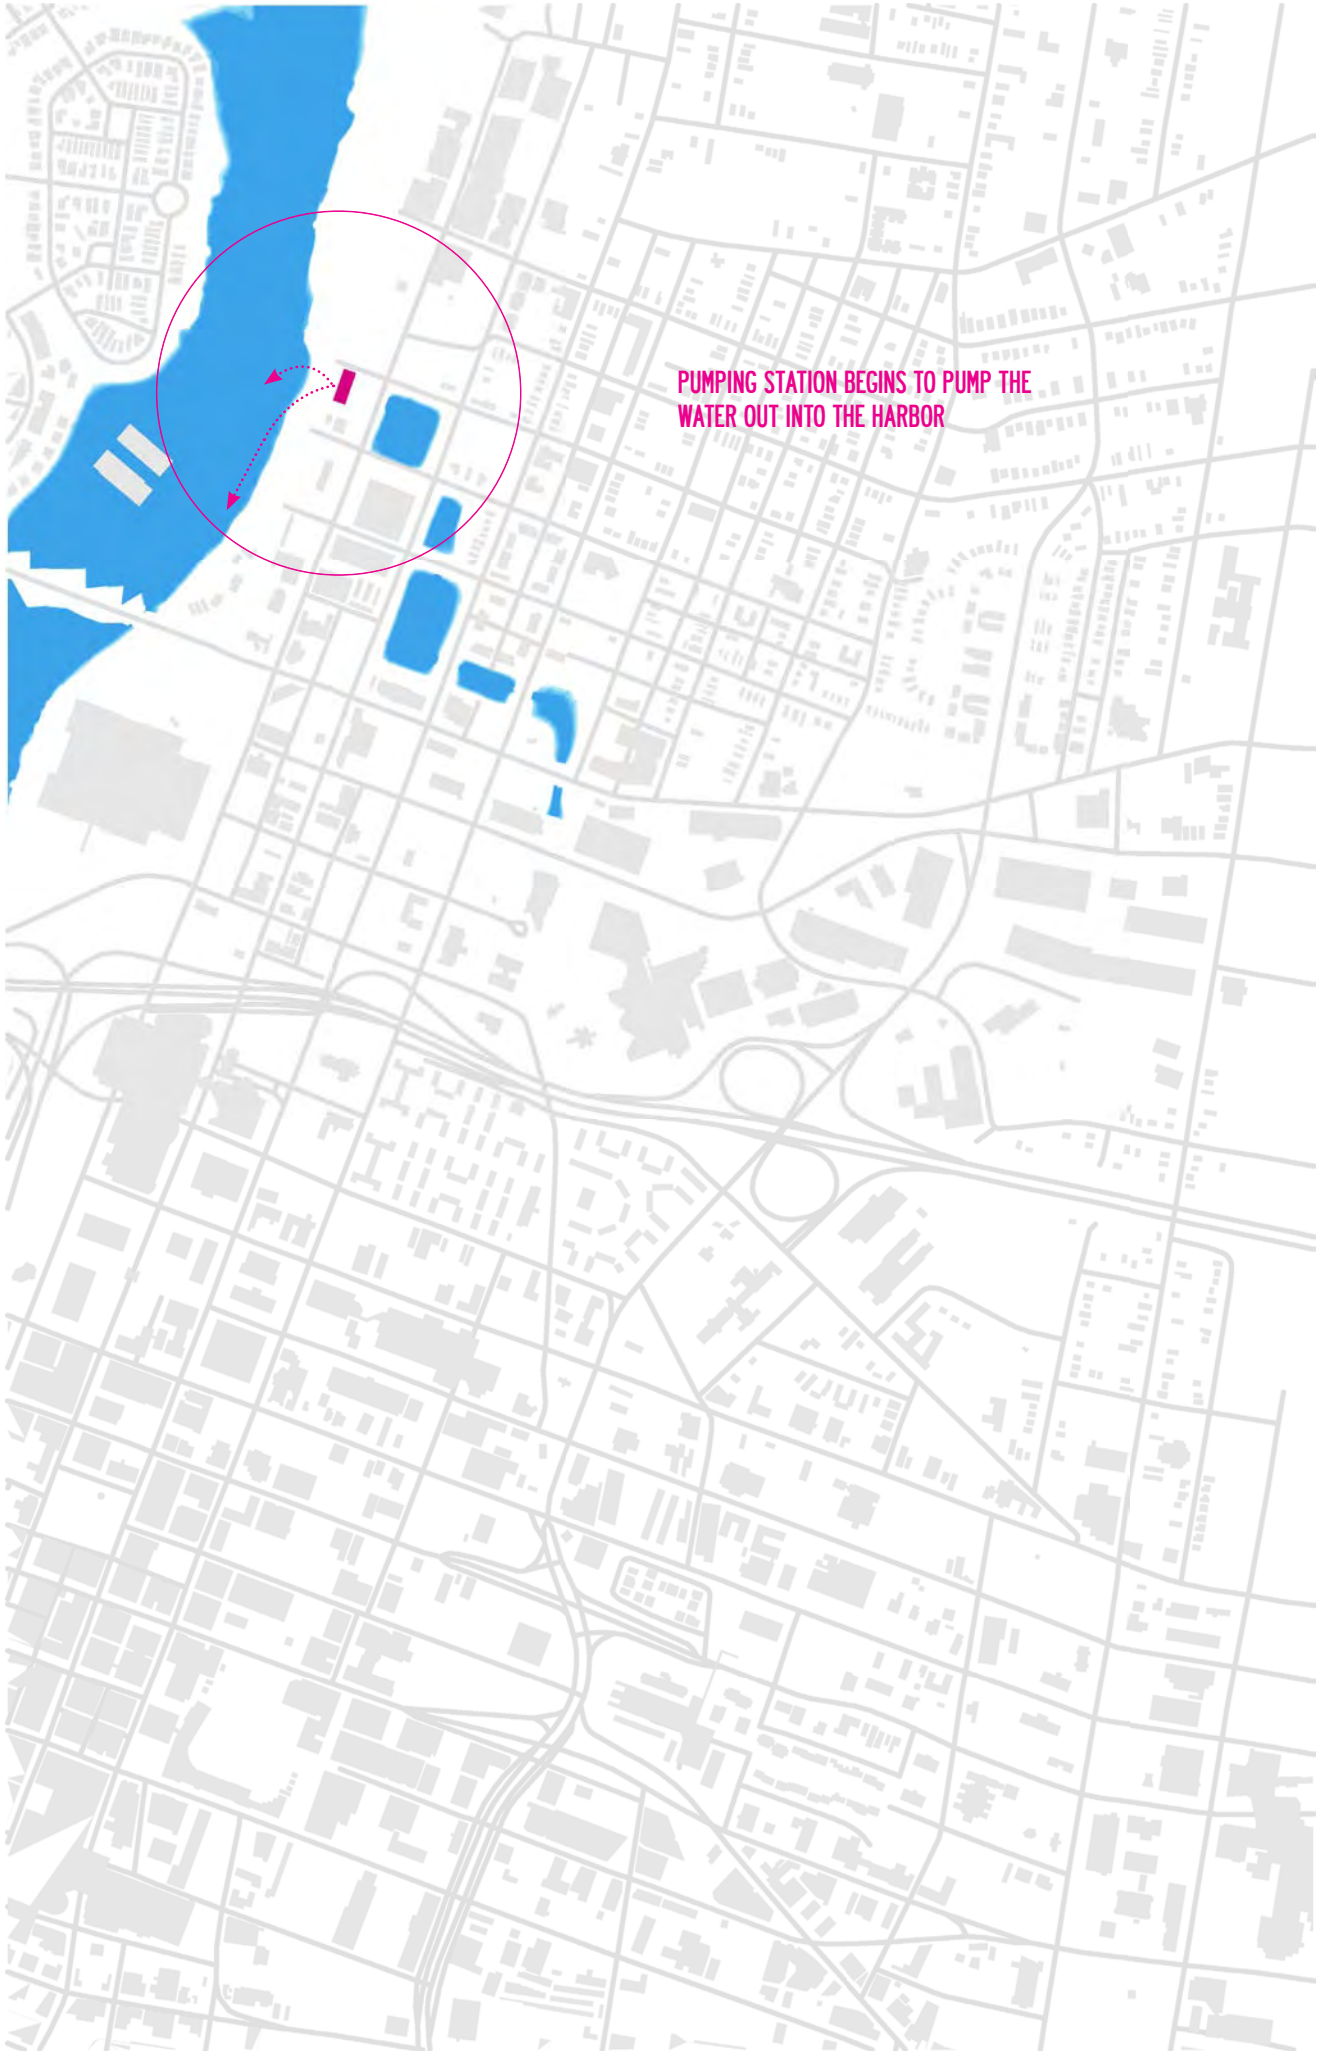 PUMPING STATION BEGINS TO PUMP THE
WATER OUT INTO THE HARBOR